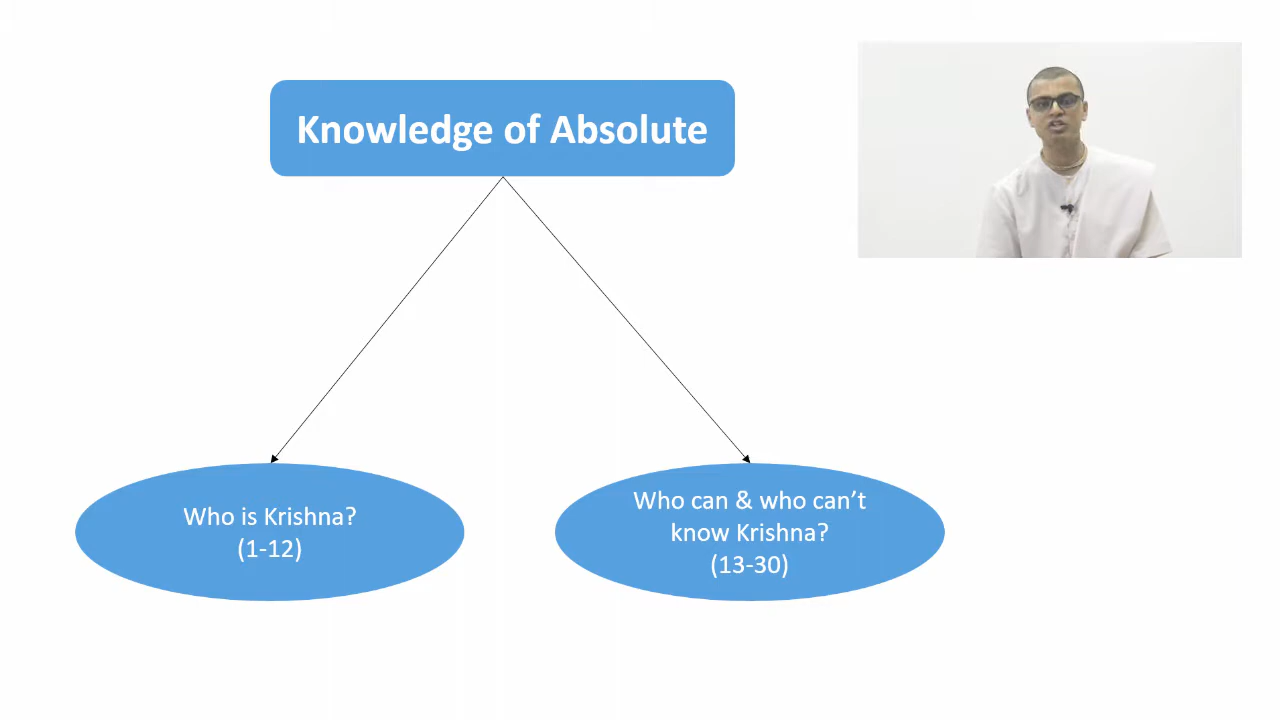 Knowledge of Absolute
Who is Krishna?
(1-12)
Who can & who can’t
know Krishna?
(13-30)